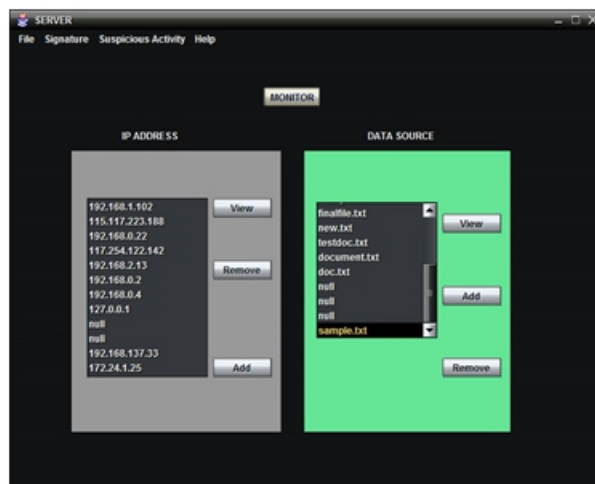 SERVER
File Signature Suspicious Activity Help
MONITOR
IP ADDRESS
192.168.1.102
115.117.223.188
192.168.0.22
117.254.122.142
192.168.2.13
192.168.0.2
192.168.0.4
127.0.0.1
null
null
192.168.137.33
172.24.1.25
View
Remove
Add
DATA SOURCE
finalfile.txt
new.txt
testdoc.txt
document.txt
doc.txt
null
null
null
sample.txt
View
Add
Remove